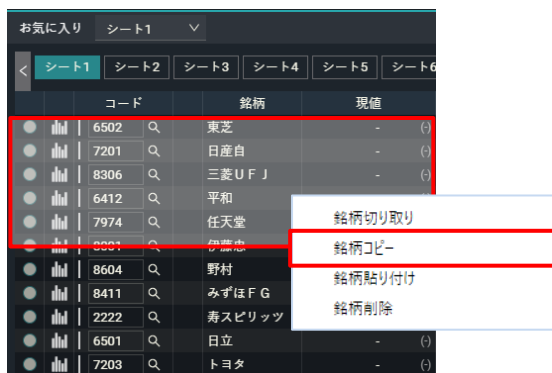 お気に入り シート1
< シート1 シート2 シート3 シート4 シート5 シート6
コード 銘柄 現値
6502 東芝 - (-)
7201 日産自 - (-)
8306 三菱UFJ - (-)
6412 平和
7974 任天堂
8001 伊藤忠
8604 野村
8411 みずほFG
2222 寿スピリッツ
6501 日立 - (-)
7203 トヨタ - (-)
銘柄切り取り
銘柄コピー
銘柄貼り付け
銘柄削除